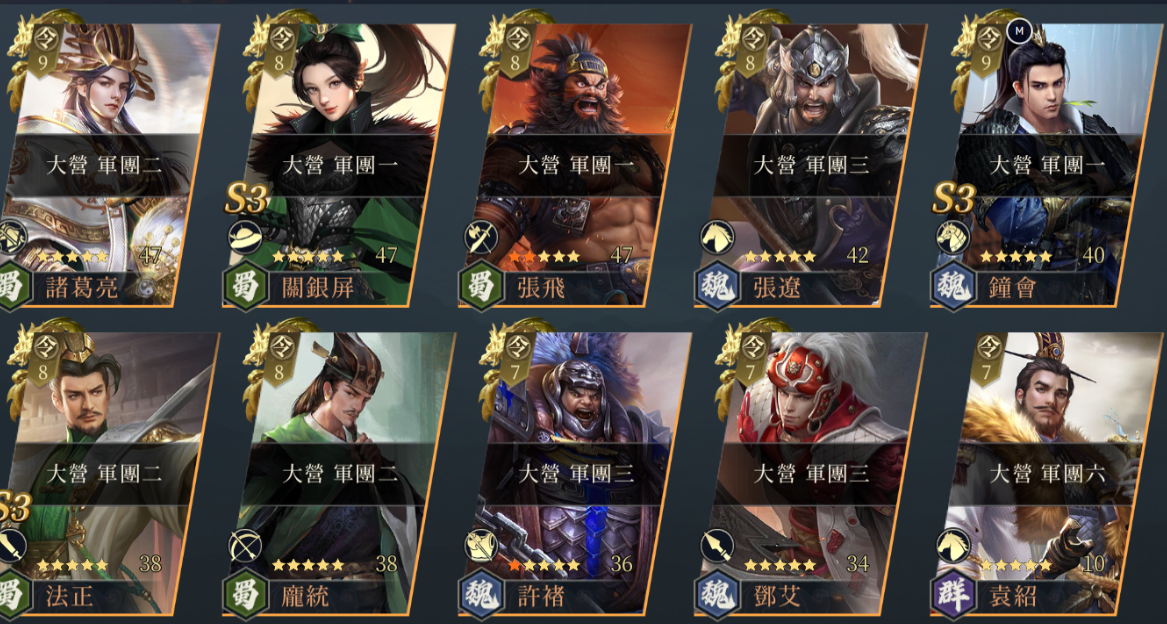 令 9
大營 軍團二
47
蜀 諸葛亮
令 8
大營 軍團一
S3
47
蜀 關銀屏
令 8
大營 軍團一
47
蜀 張飛
令 8
大營 軍團三
42
魏 張遼
令 9
M
大營 軍團一
S3
40
魏 鐘會
令 8
大營 軍團二
S3
38
蜀 法正
令 8
大營 軍團二
38
蜀 龐統
令 7
大營 軍團三
36
魏 許褚
令 7
大營 軍團三
34
魏 鄧艾
令 7
大營 軍團六
10
群 袁紹